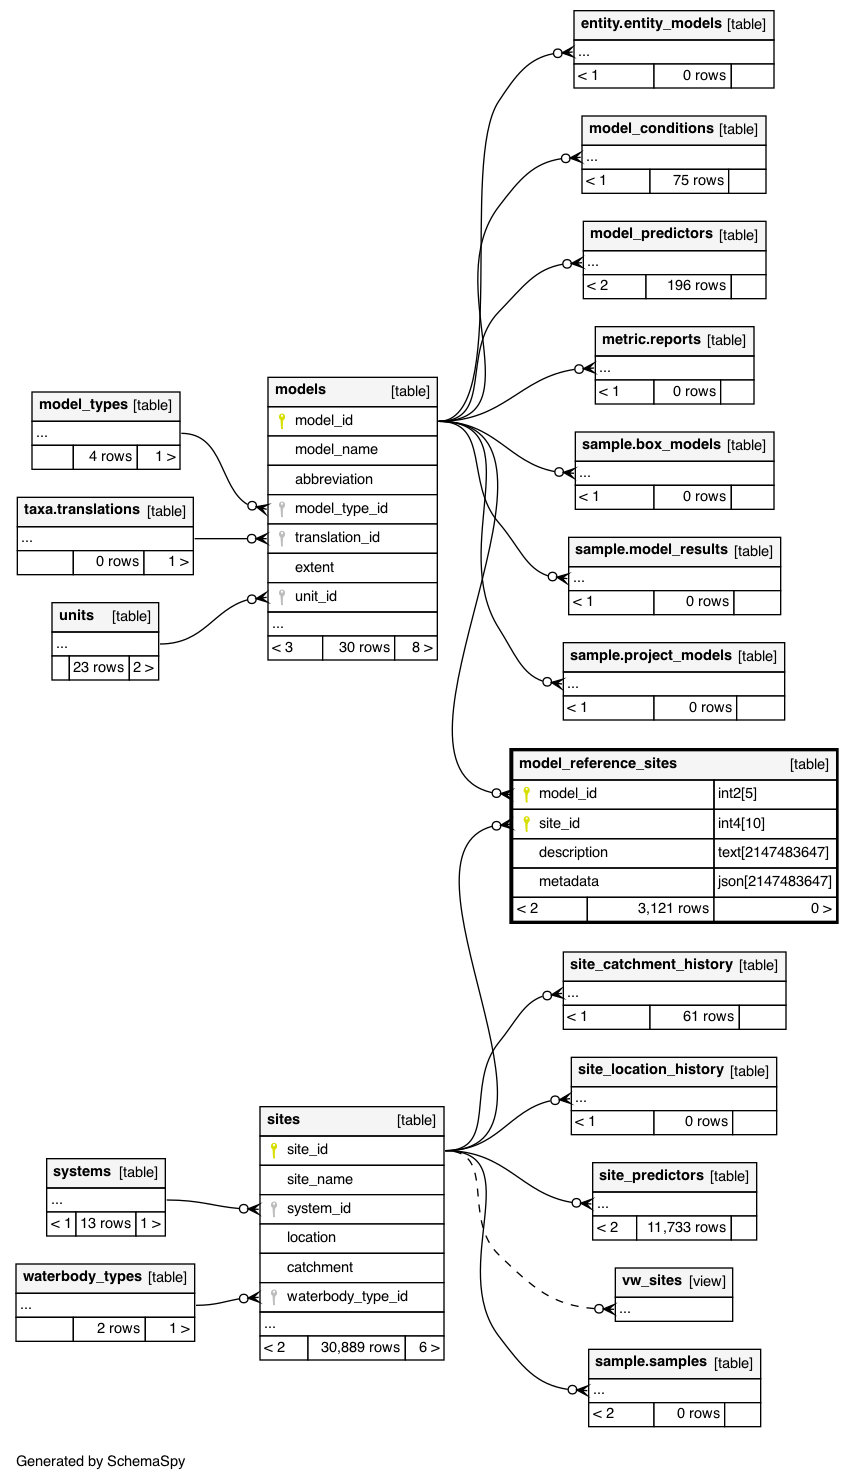 entity.entity_models [table]
...
< 1 0 rows
model_conditions [table]
...
< 1 75 rows
model_predictors [table]
...
< 2 196 rows
metric.reports [table]
...
< 1 0 rows
sample.box_models [table]
...
< 1 0 rows
sample.model_results [table]
...
< 1 0 rows
sample.project_models [table]
...
< 1 0 rows
models [table]
model_id
model_name
abbreviation
model_type_id
translation_id
extent
unit_id
...
< 3 30 rows 8 >
model_types [table]
...
4 rows 1 >
taxa.translations [table]
...
0 rows 1 >
units [table]
...
23 rows 2 >
model_reference_sites [table]
model_id int2[5]
site_id int4[10]
description text[2147483647]
metadata json[2147483647]
< 2 3,121 rows 0 >
site_catchment_history [table]
...
< 1 61 rows
site_location_history [table]
...
< 1 0 rows
site_predictors [table]
...
< 2 11,733 rows
vw_sites [view]
...
sample.samples [table]
...
< 2 0 rows
sites [table]
site_id
site_name
system_id
location
catchment
waterbody_type_id
...
< 2 30,889 rows 6 >
systems [table]
...
< 1 13 rows 1 >
waterbody_types [table]
...
2 rows 1 >
Generated by SchemaSpy